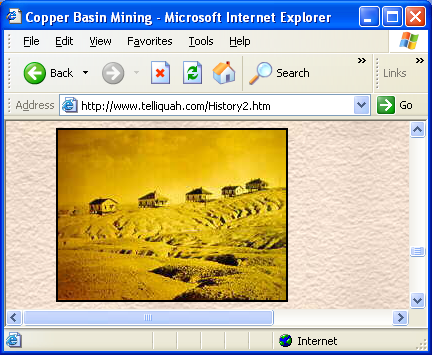 Copper Basin Mining - Microsoft Internet Explorer
File Edit View Favorites Tools Help
Back Search Links
Address http://www.telliquah.com/History2.htm Go
Internet